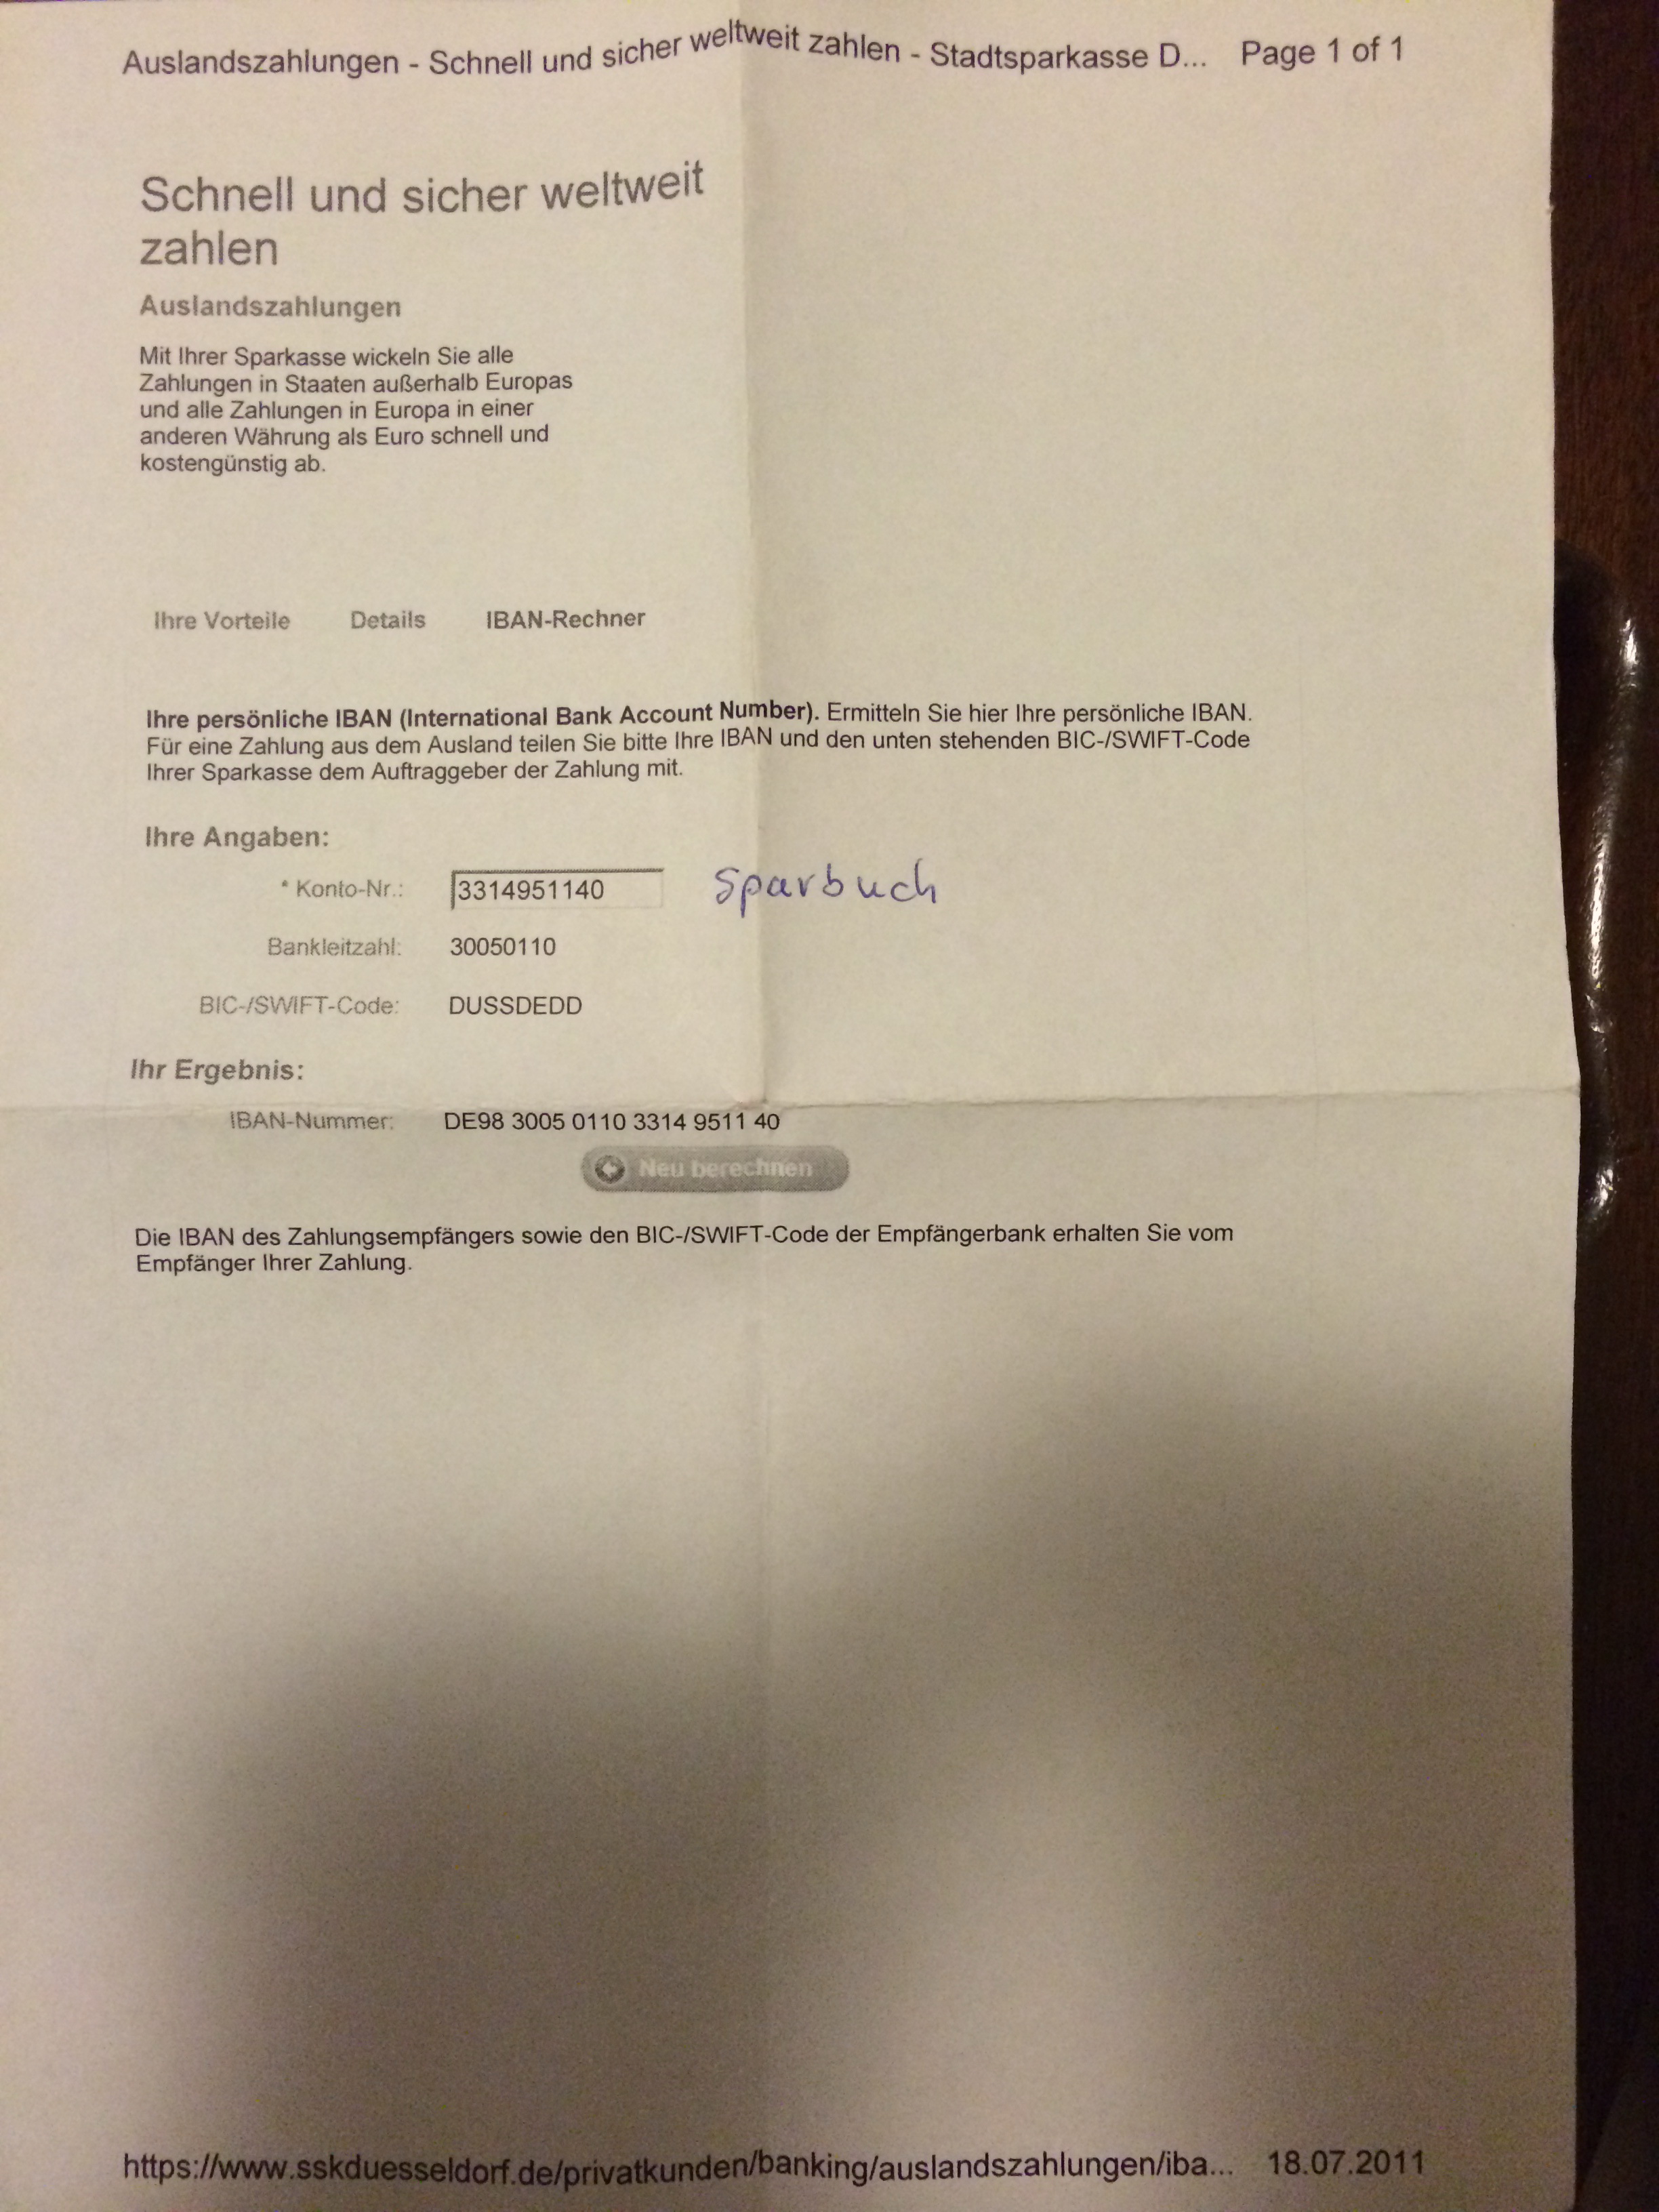 Auslandszahlungen - Schnell und sicher weltweit zahlen - Stadtsparkasse D... Page 1 of 1
Schnell und sicher weltweit
zahlen
Auslandszahlungen
Mit Ihrer Sparkasse wickeln Sie alle
Zahlungen in Staaten außerhalb Europas
und alle Zahlungen in Europa in einer
anderen Währung als Euro schnell und
kostengünstig ab.
Ihre Vorteile Details IBAN-Rechner
Ihre persönliche IBAN (International Bank Account Number). Ermitteln Sie hier Ihre persönliche IBAN.
Für eine Zahlung aus dem Ausland teilen Sie bitte Ihre IBAN und den unten stehenden BIC-/SWIFT-Code
Ihrer Sparkasse dem Auftraggeber der Zahlung mit.
Ihre Angaben:
* Konto-Nr.: 3314951140 Sparbuch
Bankleitzahl: 30050110
BIC-/SWIFT-Code: DUSSDEDD
Ihr Ergebnis:
IBAN-Nummer: DE98 3005 0110 3314 9511 40
Neu berechnen
Die IBAN des Zahlungsempfängers sowie den BIC-/SWIFT-Code der Empfängerbank erhalten Sie vom
Empfänger Ihrer Zahlung.
https://www.sskduesseldorf.de/privatkunden/banking/auslandszahlungen/iba... 18.07.2011